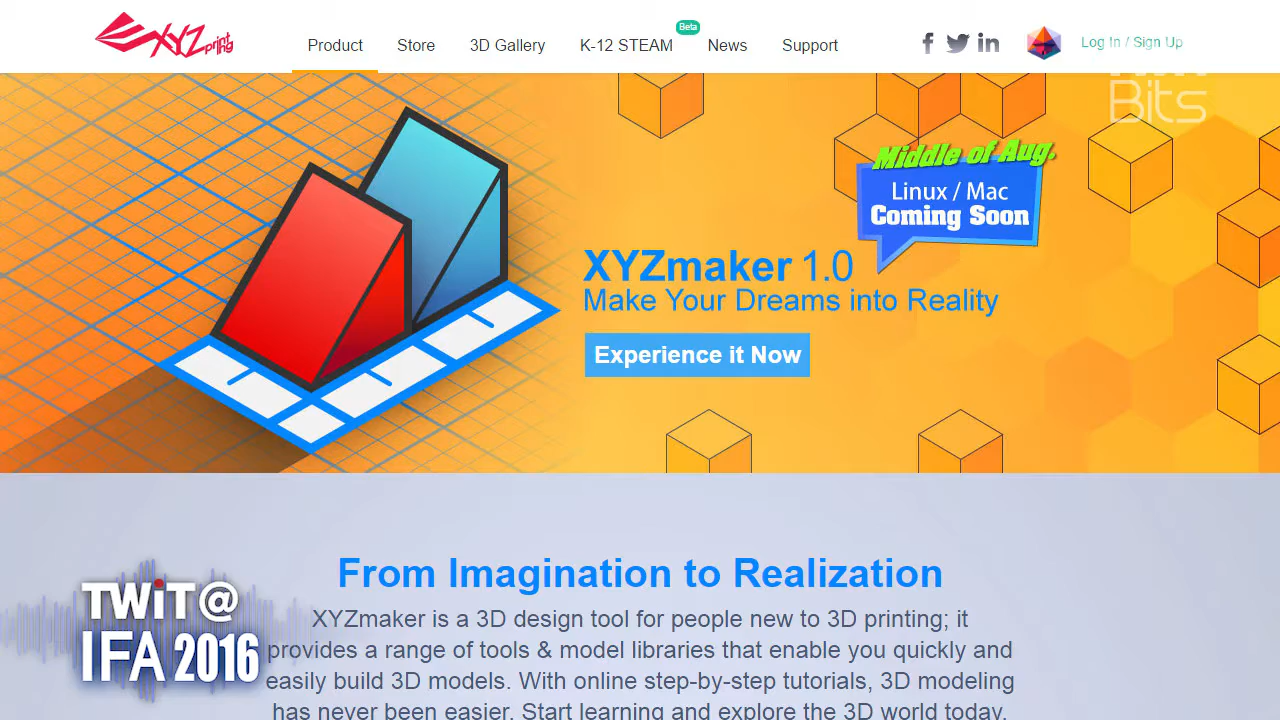 XYZprinting
Product
Store
3D Gallery
K-12 STEAM
Beta
News
Support
Log In / Sign Up
Bits
Middle of Aug.
Linux / Mac
Coming Soon
XYZmaker 1.0
Make Your Dreams into Reality
Experience it Now
From Imagination to Realization
XYZmaker is a 3D design tool for people new to 3D printing; it
provides a range of tools & model libraries that enable you quickly and
easily build 3D models. With online step-by-step tutorials, 3D modeling
has never been easier. Start learning and explore the 3D world today.
TWiT@
IFA 2016